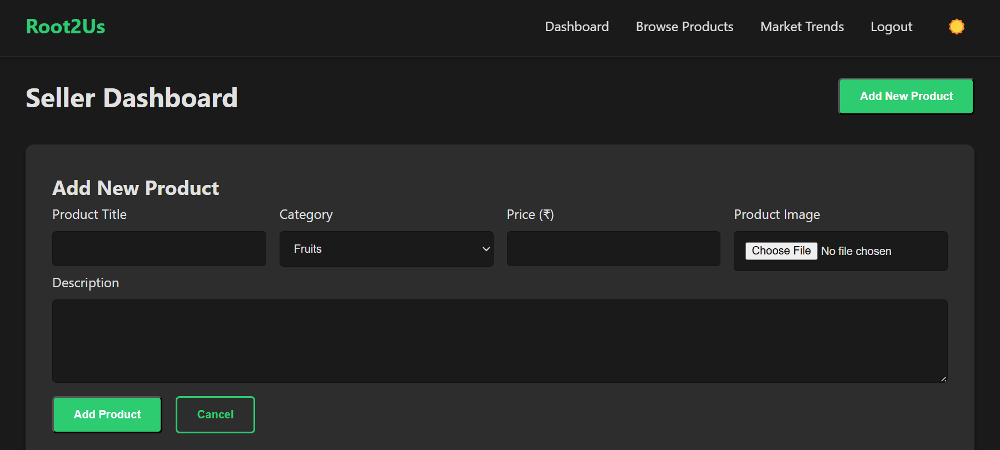 Root2Us
Dashboard Browse Products Market Trends Logout
Seller Dashboard
Add New Product
Add New Product
Product Title
Category
Price (₹)
Product Image
Fruits
Choose File No file chosen
Description
Add Product
Cancel